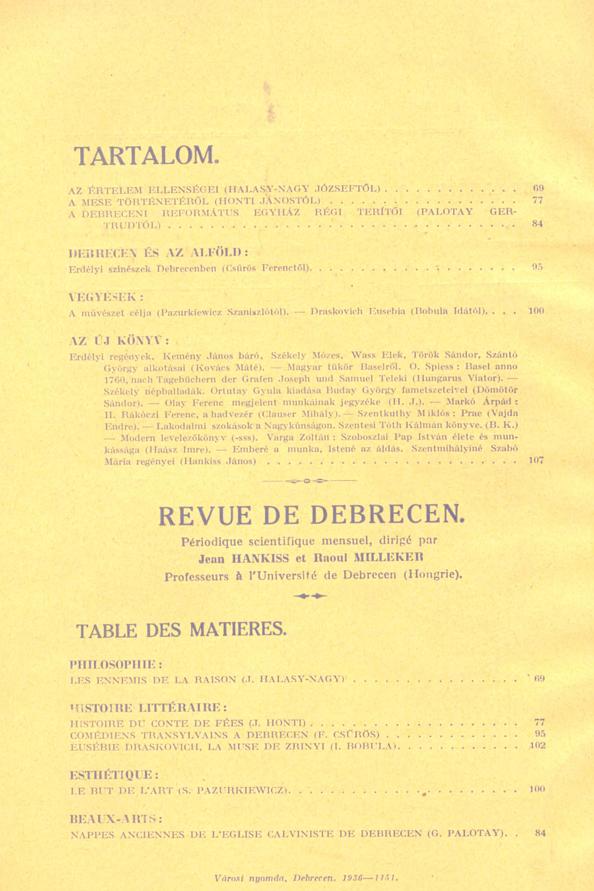 TARTALOM.
AZ ÉRTELEM ELLENSÉGEI (HALASY-NAGY JÓZSEFTŐL) . . . . . . . . . . . . 69
A MESE TÖRTÉNETÉRŐL (HONTI JÁNOSTÓL) . . . . . . . . . . . . . . . . . 77
A DEBRECENI REFORMÁTUS EGYHÁZ RÉGI TERÍTŐI (PALOTAY GER-
TRUDTÓL) . . . . . . . . . . . . . . . . . . . . . . . . . . . . . . . . 84
DEBRECEN ÉS AZ ALFÖLD :
Erdélyi színészek Debrecenben (Csűrös Ferenctől). . . . . . . . . . . . . . . . . . 95
VEGYESEK :
A művészet célja (Pazurkiewicz Szaniszlótól). — Draskovich Eusebia (Bobula Idától). . . . 100
AZ ÚJ KÖNYV :
Erdélyi regények. Kemény János báró, Székely Mózes, Wass Elek, Török Sándor, Szántó
György alkotásai (Kovács Máté). — Magyar tükör Baselről. O. Spiess : Basel anno
1760, nach Tagebüchern der Grafen Joseph und Samuel Teleki (Hungarus Viator). —
Székely népballadák. Ortutay Gyula kiadása Buday György fametszeteivel (Dömötör
Sándor). — Olay Ferenc megjelent munkáinak jegyzéke (H. J.). — Markó Árpád :
II. Rákóczi Ferenc, a hadvezér (Clauser Mihály). — Szentkuthy Miklós : Prae (Vajda
Endre). — Lakodalmi szokások a Nagykúnságon. Szentesi Tóth Kálmán könyve. (B. K.)
— Modern levelezőkönyv (-sss). Varga Zoltán : Szoboszlai Pap István élete és mun-
kássága (Haász Imre). — Emberé a munka, Istené az áldás. Szentmihályiné Szabó
Mária regényei (Hankiss János) . . . . . . . . . . . . . . . . . . . . . . . 107
REVUE DE DEBRECEN.
Périodique scientifique mensuel, dirigé par
Jean HANKISS et Raoul MILLEKER
Professeurs à l'Université de Debrecen (Hongrie).
TABLE DES MATIERES.
PHILOSOPHIE :
LES ENNEMIS DE LA RAISON (J. HALASY-NAGY) . . . . . . . . . . . . . . . 69
HISTOIRE LITTÉRAIRE :
HISTOIRE DU CONTE DE FÉES (J. HONTI) . . . . . . . . . . . . . . . . . . . 77
COMÉDIENS TRANSYLVAINS A DEBRECEN (F. CSŰRÖS) . . . . . . . . . . . . 95
EUSÉBIE DRASKOVICH, LA MUSE DE ZRINYI (I. BOBULA). . . . . . . . . . . 102
ESTHÉTIQUE :
LE BUT DE L'ART (S. PAZURKIEWICZ). . . . . . . . . . . . . . . . . . . . 100
BEAUX-ARTS :
NAPPES ANCIENNES DE L'EGLISE CALVINISTE DE DEBRECEN (G. PALOTAY). . 84
Városi nyomda, Debrecen. 1936—1151.